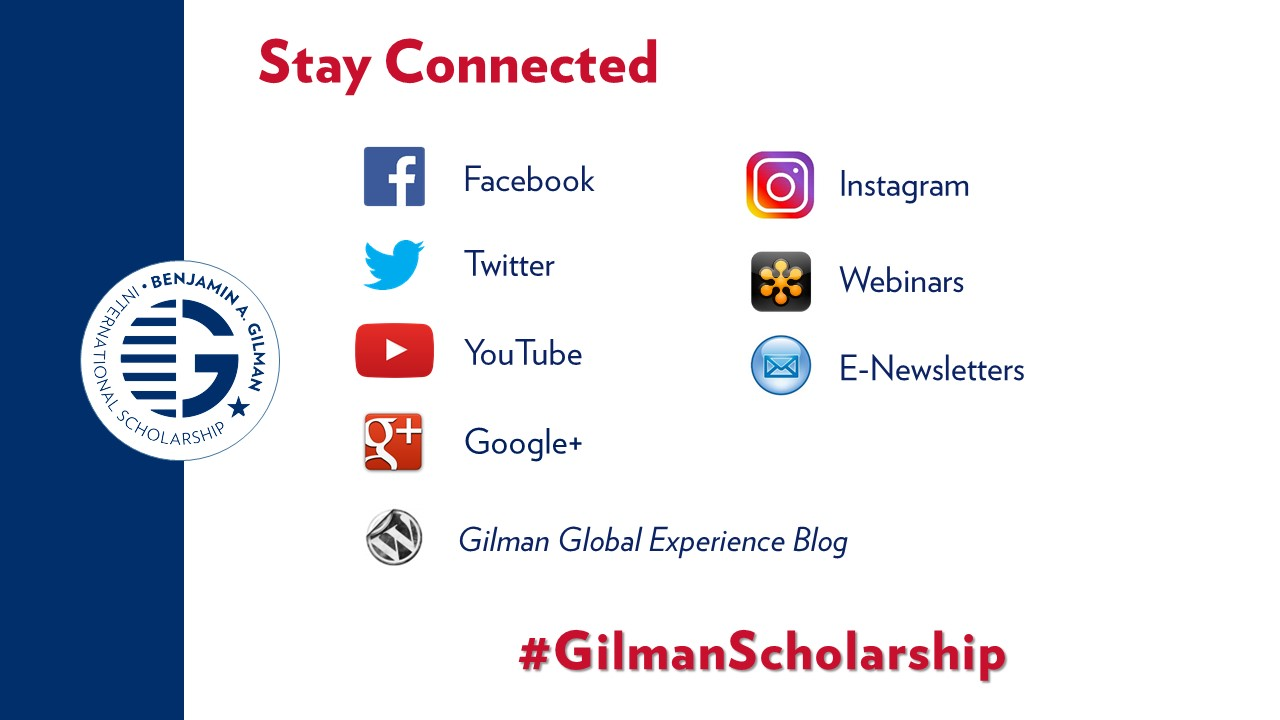 Stay Connected
Facebook
Twitter
YouTube
Google+
Gilman Global Experience Blog
Instagram
Webinars
E-Newsletters
BENJAMIN A. GILMAN
INTERNATIONAL SCHOLARSHIP
G
#GilmanScholarship